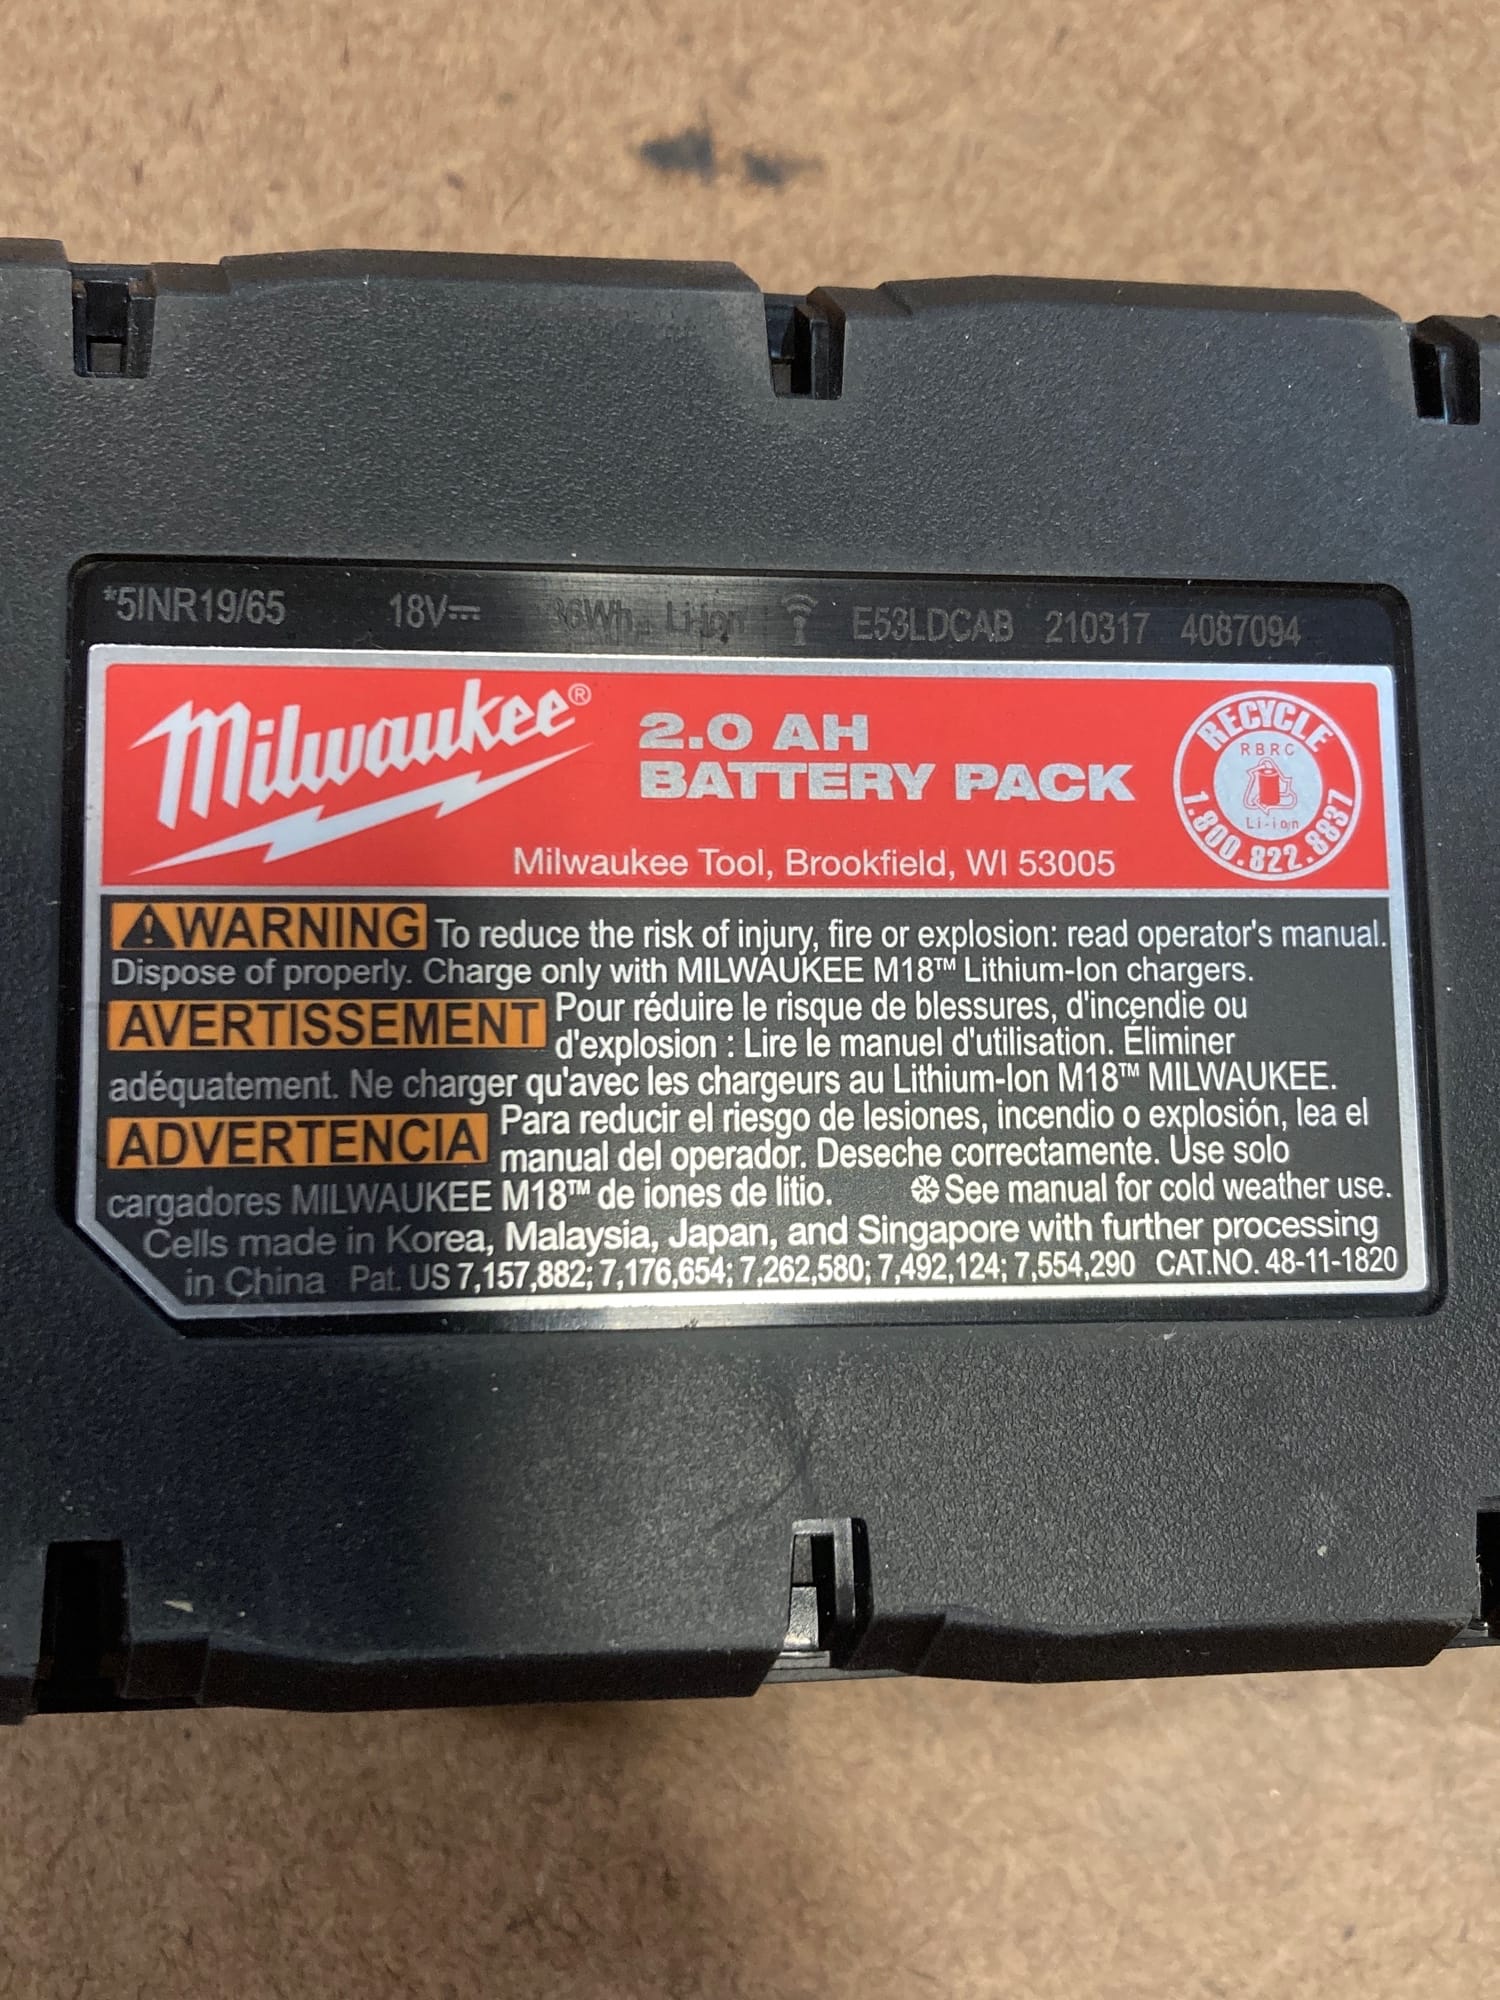 *5INR19/65 18V⎓ 36Wh Li-Ion E53LDCAB 210317 4087094
Milwaukee®
2.0 AH
BATTERY PACK
Milwaukee Tool, Brookfield, WI 53005
RECYCLE
RBRC
Li-ion
1.800.822.8837
⚠WARNING To reduce the risk of injury, fire or explosion: read operator's manual.
Dispose of properly. Charge only with MILWAUKEE M18™ Lithium-Ion chargers.
AVERTISSEMENT Pour réduire le risque de blessures, d'incendie ou
d'explosion : Lire le manuel d'utilisation. Éliminer
adéquatement. Ne charger qu'avec les chargeurs au Lithium-Ion M18™ MILWAUKEE.
ADVERTENCIA Para reducir el riesgo de lesiones, incendio o explosión, lea el
manual del operador. Deseche correctamente. Use solo
cargadores MILWAUKEE M18™ de iones de litio. ❄See manual for cold weather use.
Cells made in Korea, Malaysia, Japan, and Singapore with further processing
in China Pat. US 7,157,882; 7,176,654; 7,262,580; 7,492,124; 7,554,290 CAT.NO. 48-11-1820